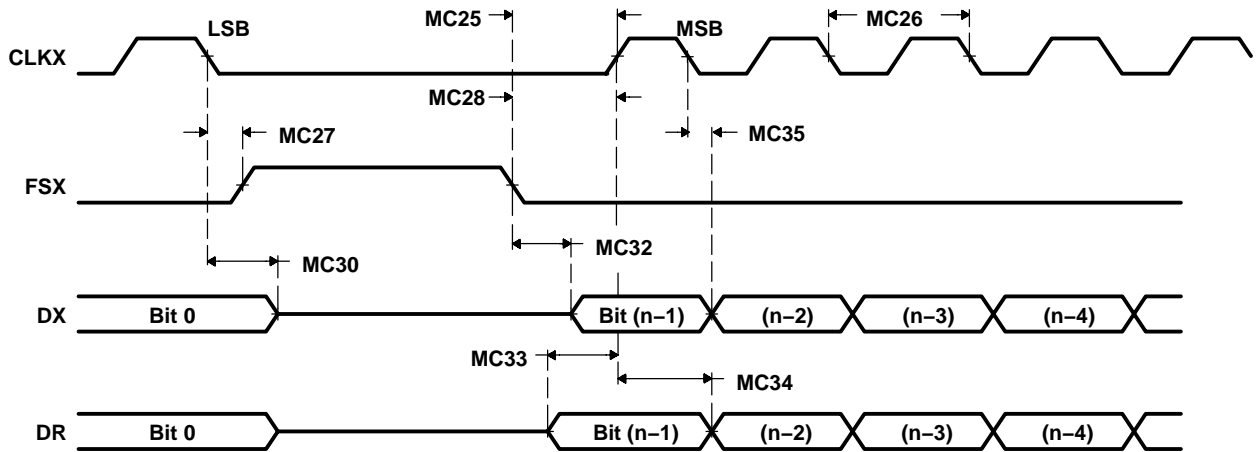 MC25
MC26
LSB
MSB
CLKX
MC28
MC27
MC35
FSX
MC32
MC30
DX
Bit 0
Bit (n−1)
(n−2)
(n−3)
(n−4)
MC33
MC34
DR
Bit 0
Bit (n−1)
(n−2)
(n−3)
(n−4)